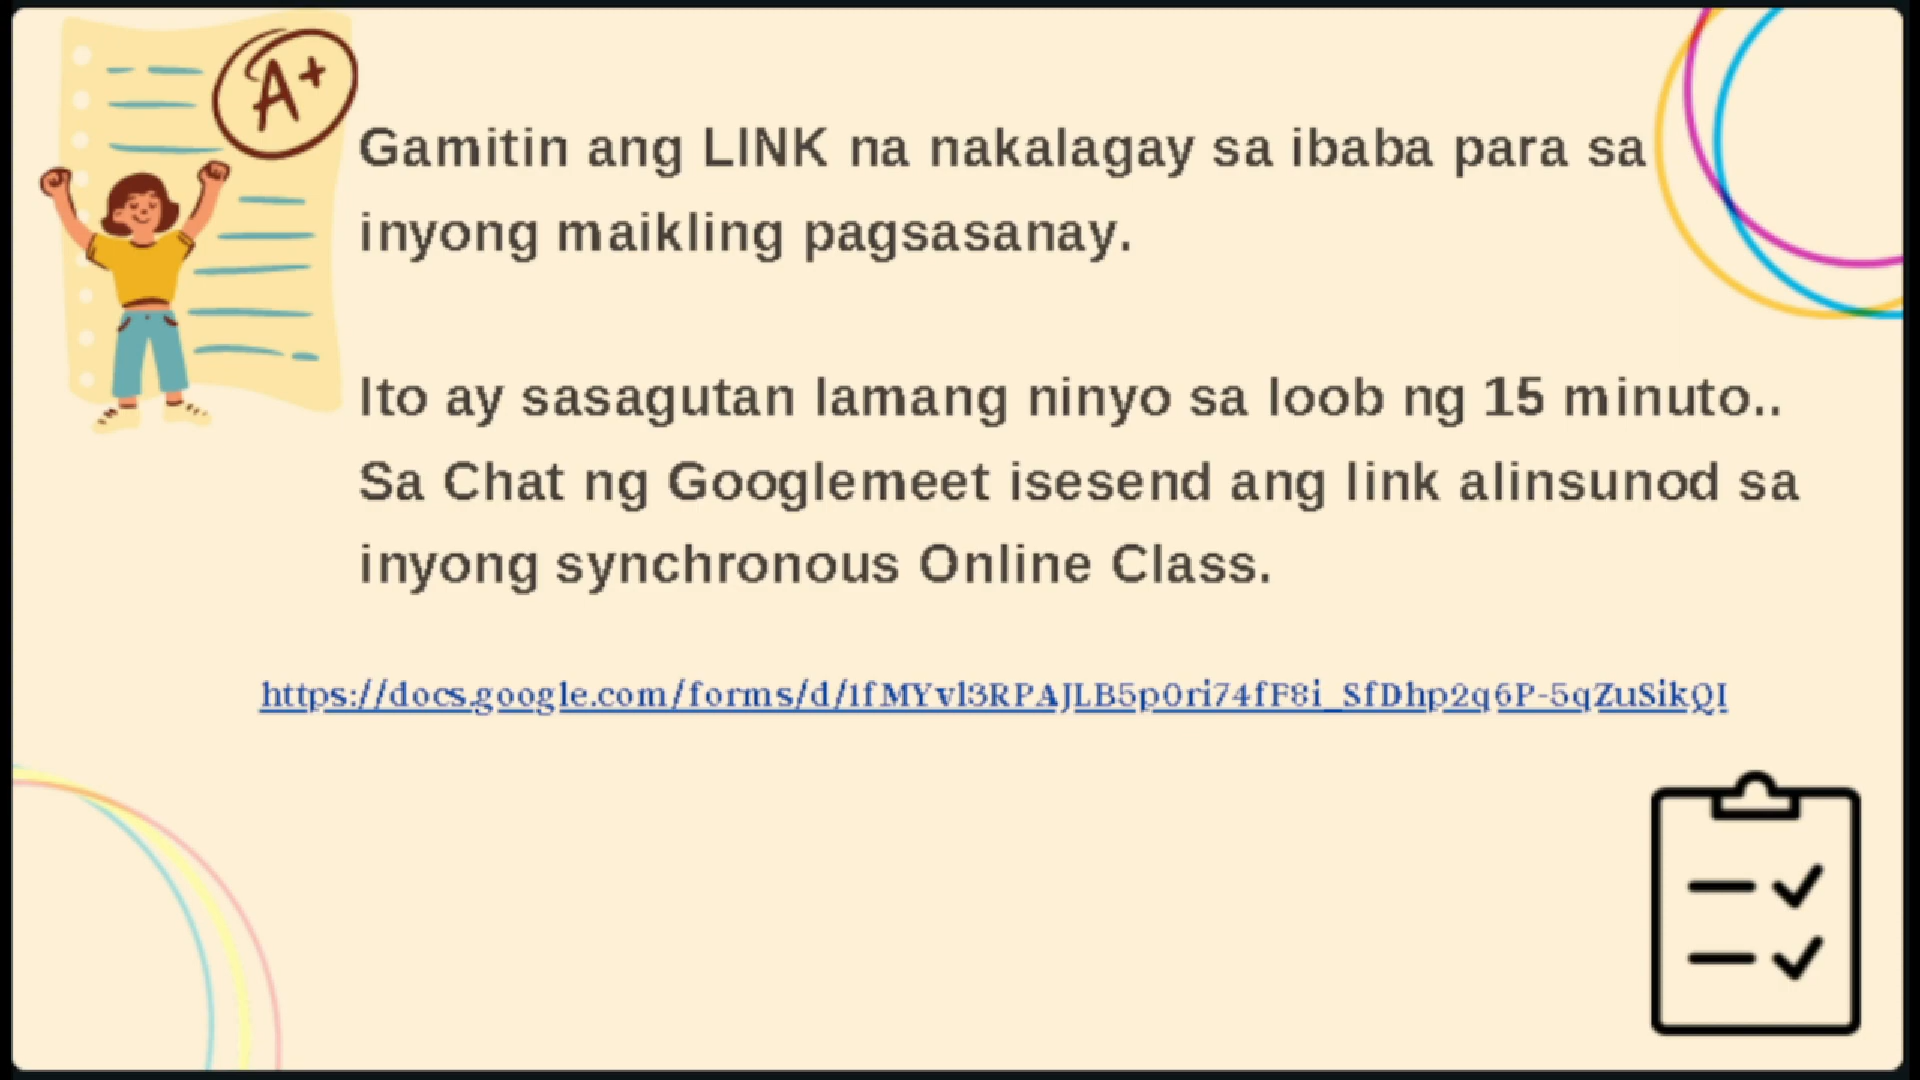 A+
Gamitin ang LINK na nakalagay sa ibaba para sa
inyong maikling pagsasanay.
Ito ay sasagutan lamang ninyo sa loob ng 15 minuto..
Sa Chat ng Googlemeet isesend ang link alinsunod sa
inyong synchronous Online Class.
https://docs.google.com/forms/d/1fMYvl3RPAJLB5p0ri74fF8i_SfDhp2q6P-5qZuSikQI